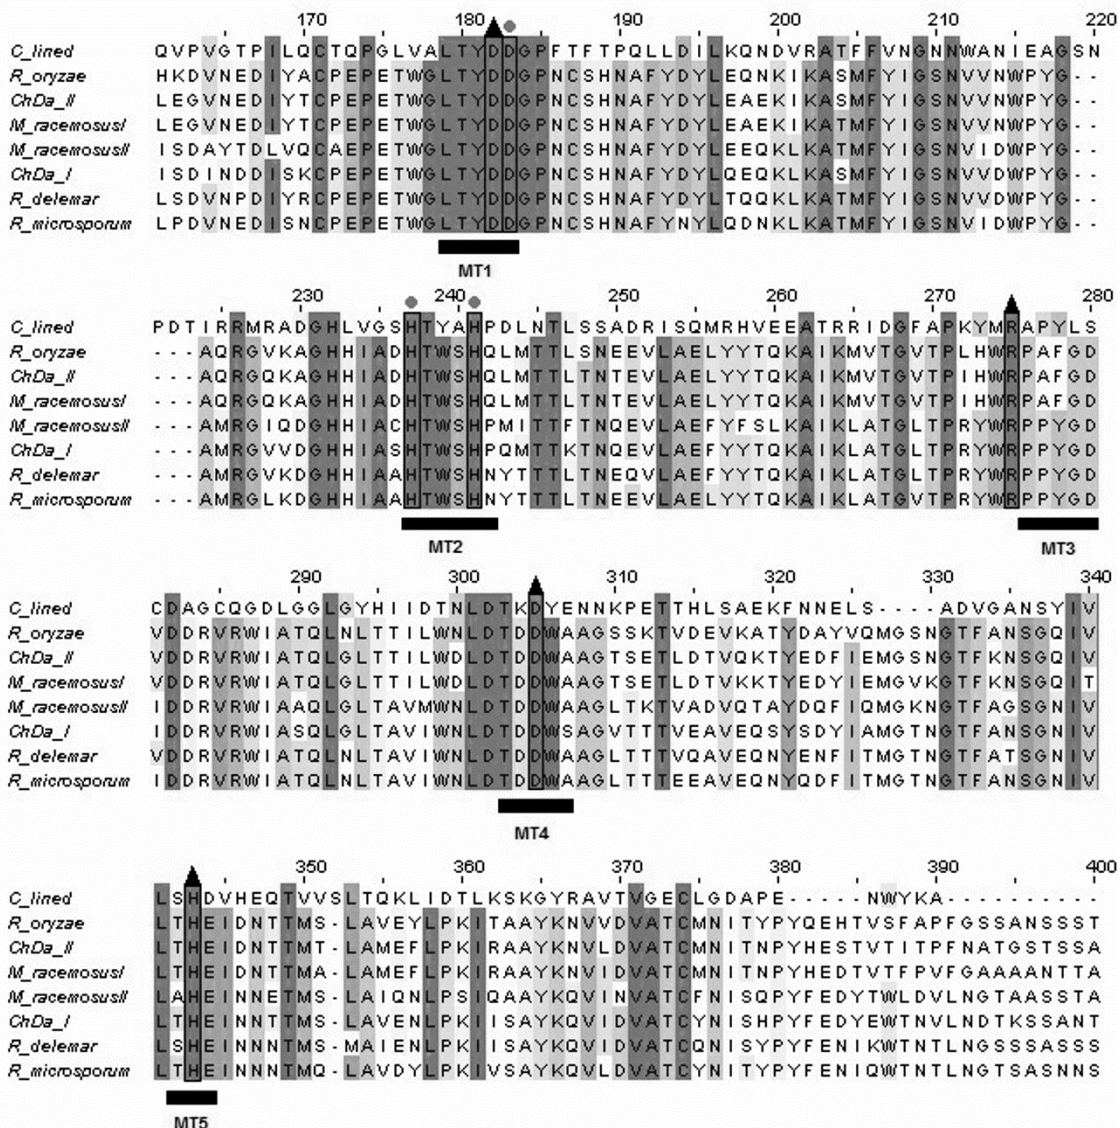 170 180 190 200 210 220
C_lined QVPVGTPILQCTQPGLVALTYDDGPFTFTPQLLDILKQNDVRATFFVNGNNWANIEAGSN
R_oryzae HKDVNEDIYACPEPETWGLTYDDGPNCSHNAFYDYLEQNKIKASMFYIGSNVVNWPYG--
ChDa_II LEGVNEDIYTCPEPETWGLTYDDGPNCSHNAFYDYLEAEKIKASMFYIGSNVVNWPYG--
M_racemosusI LEGVNEDIYTCPEPETWGLTYDDGPNCSHNAFYDYLEAEKIKATMFYIGSNVVNWPYG--
M_racemosusII ISDAYTDLVQCAEPETWGLTYDDGPNCSHNAFYDYLEEQKLKATMFYIGSNVIDWPYG--
ChDa_I ISDINDDISKCPEPETWGLTYDDGPNCSHNAFYDYLQEQKLKASMFYIGSNVVDWPYG--
R_delemar LSDVNPDIYRCPEPETWGLTYDDGPNCSHNAFYDYLTQQKLKATMFYIGSNVVDWPYG--
R_microsporum LPDVNEDISNCPEPETWGLTYDDGPNCSHNAFYNYLQDNKLKATMFYIGSNVIDWPYG--
MT1
230 240 250 260 270 280
C_lined PDTIRRMRADGHLVGSHTYAHPDLNTLSSADRISQMRHVEEATRRIDGFAPKYMRAPYLS
R_oryzae ---AQRGVKAGHHIADHTWSHQLMTTLSNEEVLAELYYTQKAIKMVTGVTPLHWRPAFGD
ChDa_II ---AQRGQKAGHHIADHTWSHQLMTTLTNTEVLAELYYTQKAIKMVTGVTPIHWRPAFGD
M_racemosusI ---AQRGVKAGHHIADHTWSHQLMTTLTNTEVLAELYYTQKAIKMVTGVTPIHWRPAFGD
M_racemosusII ---AMRGIQDGHHIACHTWSHPMITTFTNQEVLAEFYFSLKAIKLATGLTPRYWRPPYGD
ChDa_I ---AMRGVVDGHHIASHTWSHPQMTTKTNQEVLAEFYYTQKAIKLATGLTPRYWRPPYGD
R_delemar ---AMRGVKDGHHIAAHTWSHNYTTTLTNEQVLAEFYYTQKAIKLATGLTPRYWRPPYGD
R_microsporum ---AMRGLKDGHHIAAHTWSHNYTTTLTNEEVLAELYYTQKAIKLATGVTPRYWRPPYGD
MT2 MT3
290 300 310 320 330 340
C_lined CDAGCQGDLGGLGYHIIDTNLDTKDYENNKPETTHLSAEKFNNELS----ADVGANSYIV
R_oryzae VDDRVRWIATQLNLTTILWNLDTDDWAAGSSKTVDEVKATYDAYVQMGSNGTFANSGQIV
ChDa_II VDDRVRWIATQLGLTTILWDLDTDDWAAGTSETLDTVQKTYEDFIEMGSNGTFKNSGQIV
M_racemosusI VDDRVRWIATQLGLTTILWDLDTDDWAAGTSETLDTVKKTYEDYIEMGVKGTFKNSGQIT
M_racemosusII IDDRVRWIAAQLGLTAVMWNLDTDDWAAGLTKTVADVQTAYDQFIQMGKNGTFAGSGNIV
ChDa_I IDDRVRWIASQLGLTAVIWNLDTDDWSAGVTTTVEAVEQSYSDYIAMGTNGTFANSGNIV
R_delemar VDDRVRWIATQLNLTAVIWNLDTDDWAAGLTTTVQAVEQNYENFITMGTNGTFATSGNIV
R_microsporum IDDRVRWIATQLNLTAVIWNLDTDDWAAGLTTTEEAVEQNYQDFITMGTNGTFANSGNIV
MT4
350 360 370 380 390 400
C_lined LSHDVHEQTVVSLTQKLIDTLKSKGYRAVTVGECLGDAPE-----NWYKA----------
R_oryzae LTHEIDNTTMS-LAVEYLPKITAAYKNVIDVATCMNITYPYQEHTVSFAPFGSSANSSST
ChDa_II LTHEIDNTTMT-LAMEFLPKIRAAYKNVLDVATCMNITNPYHESTVTITPFNATGSTSSA
M_racemosusI LTHEIDNTTMA-LAMEFLPKIRAAYKNVIDVATCMNITNPYHEDTVTFPVFGAAAANTTA
M_racemosusII LAHEINNETMS-LAIQNLPSIQAAYKQVINVATCFNISQPYFEDYTWLDVLNGTAASSTA
ChDa_I LTHEINNTTMS-LAVENLPKIISAYKQVIDVATCYNISHPYFEDYEWTNVLNDTKSSANT
R_delemar LSHEINNNTMS-MAIENLPKIISAYKQVIDVATCQNISYPYFENIKWTNTLNGSSSSASSS
R_microsporum LTHEINNNTMQ-LAVDYLPKIVSAYKQVLDVATCYNITYPYFENIQWTNTLNGTSASNNS
MT5